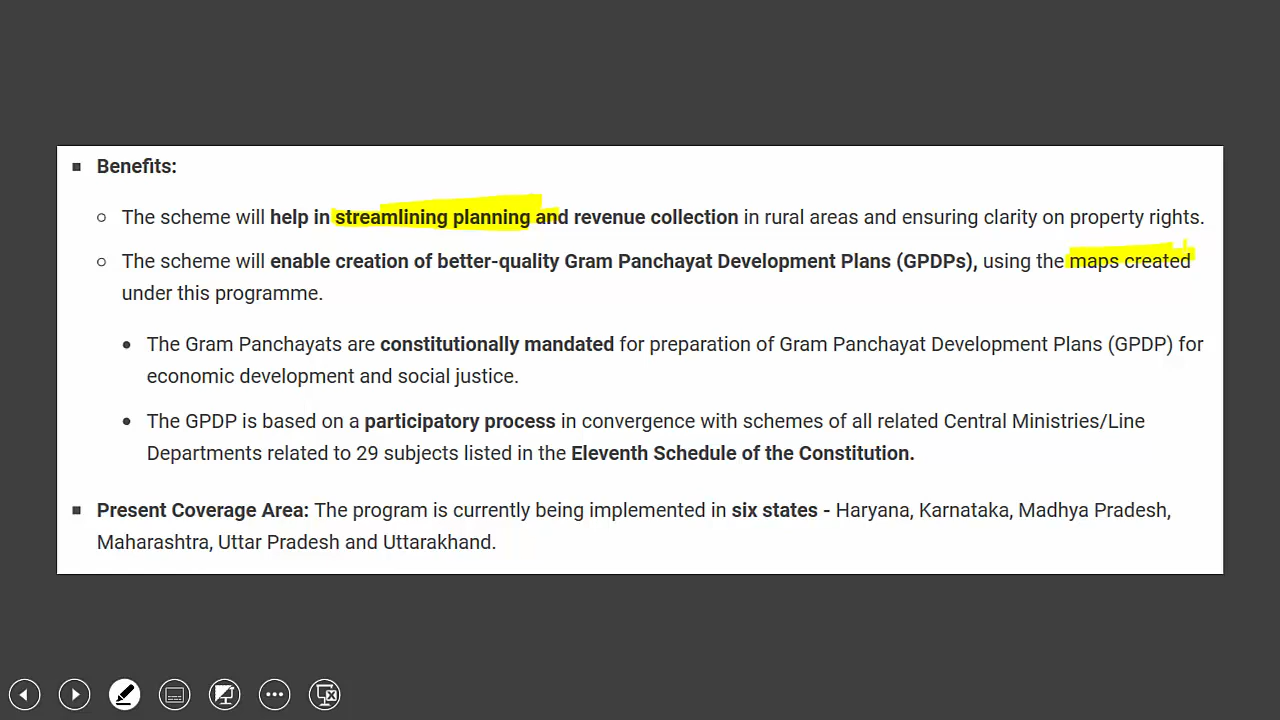 Benefits:
The scheme will help in streamlining planning and revenue collection in rural areas and ensuring clarity on property rights.
The scheme will enable creation of better-quality Gram Panchayat Development Plans (GPDPs), using the maps created
under this programme.
The Gram Panchayats are constitutionally mandated for preparation of Gram Panchayat Development Plans (GPDP) for
economic development and social justice.
The GPDP is based on a participatory process in convergence with schemes of all related Central Ministries/Line
Departments related to 29 subjects listed in the Eleventh Schedule of the Constitution.
Present Coverage Area: The program is currently being implemented in six states - Haryana, Karnataka, Madhya Pradesh,
Maharashtra, Uttar Pradesh and Uttarakhand.